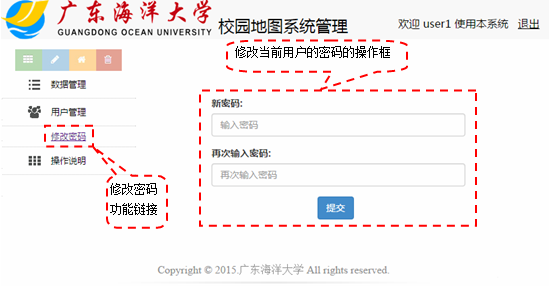 广东海洋大学
GUANGDONG OCEAN UNIVERSITY
校园地图系统管理
欢迎 user1 使用本系统 退出
修改当前用户的密码的操作框
数据管理
用户管理
修改密码
操作说明
修改密码
功能链接
新密码:
输入密码
再次输入密码:
再次输入密码
提交
Copyright © 2015.广东海洋大学 All rights reserved.